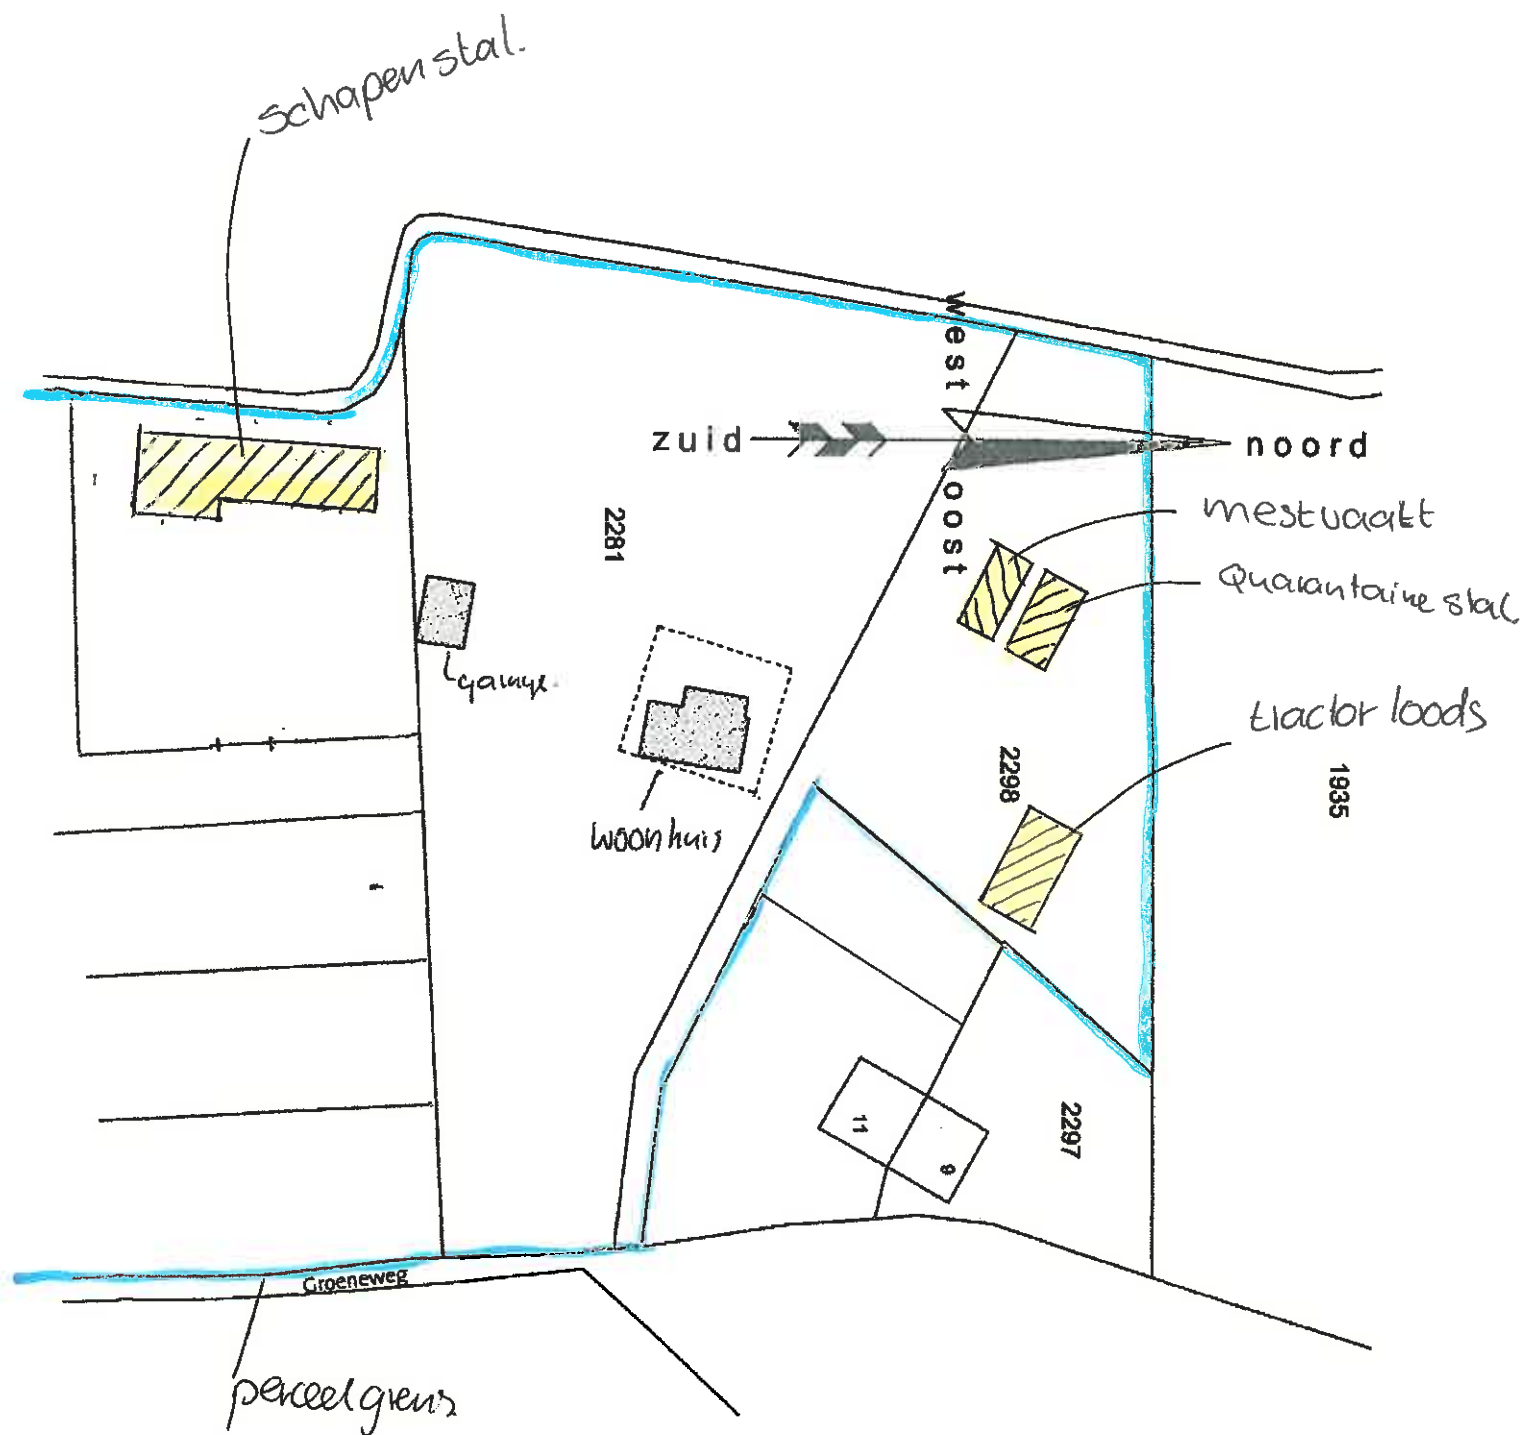 schapenstal.
west
zuid
noord
oost
2281
mestvaalt
Quarantaine stal
garage.
tractor loods
2298
1935
woonhuis
2297
11
9
Groeneweg
perceelgrens